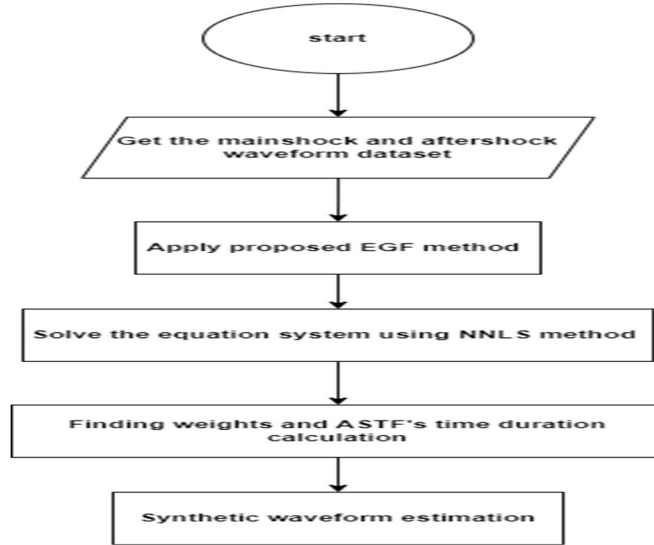 start
Get the mainshock and aftershock
waveform dataset
Apply proposed EGF method
Solve the equation system using NNLS method
Finding weights and ASTF's time duration
calculation
Synthetic waveform estimation